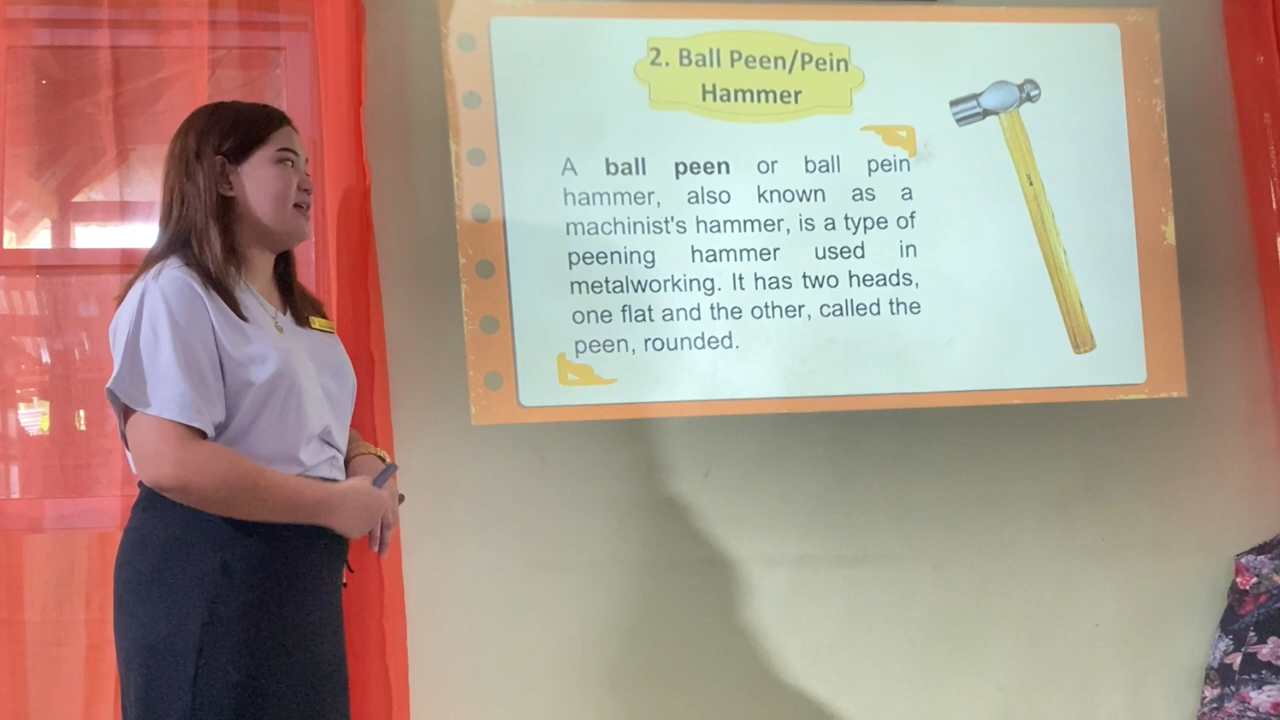 2. Ball Peen/Pein
Hammer
A ball peen or ball pein
hammer, also known as a
machinist's hammer, is a type of
peening hammer used in
metalworking. It has two heads,
one flat and the other, called the
peen, rounded.